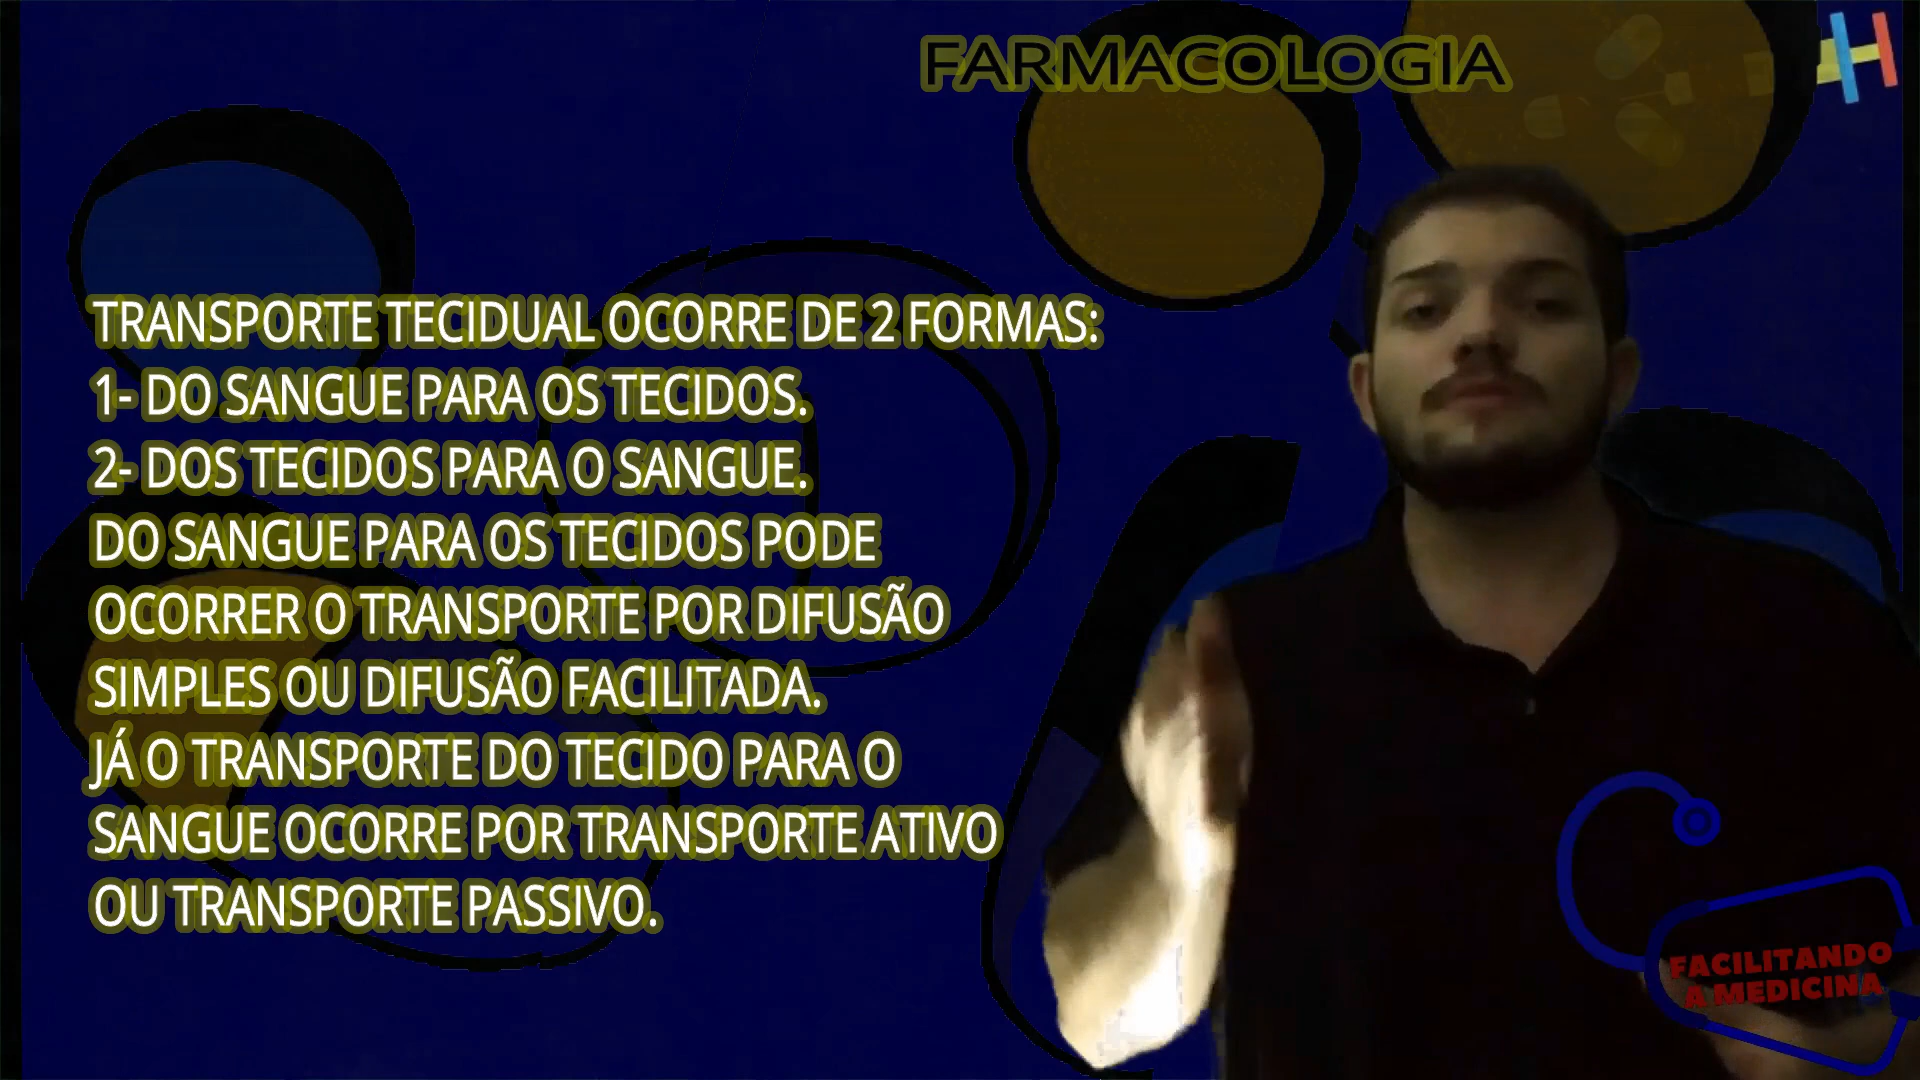 FARMACOLOGIA
H
TRANSPORTE TECIDUAL OCORRE DE 2 FORMAS:
1- DO SANGUE PARA OS TECIDOS.
2- DOS TECIDOS PARA O SANGUE.
DO SANGUE PARA OS TECIDOS PODE
OCORRER O TRANSPORTE POR DIFUSÃO
SIMPLES OU DIFUSÃO FACILITADA.
JÁ O TRANSPORTE DO TECIDO PARA O
SANGUE OCORRE POR TRANSPORTE ATIVO
OU TRANSPORTE PASSIVO.
FACILITANDO
A MEDICINA